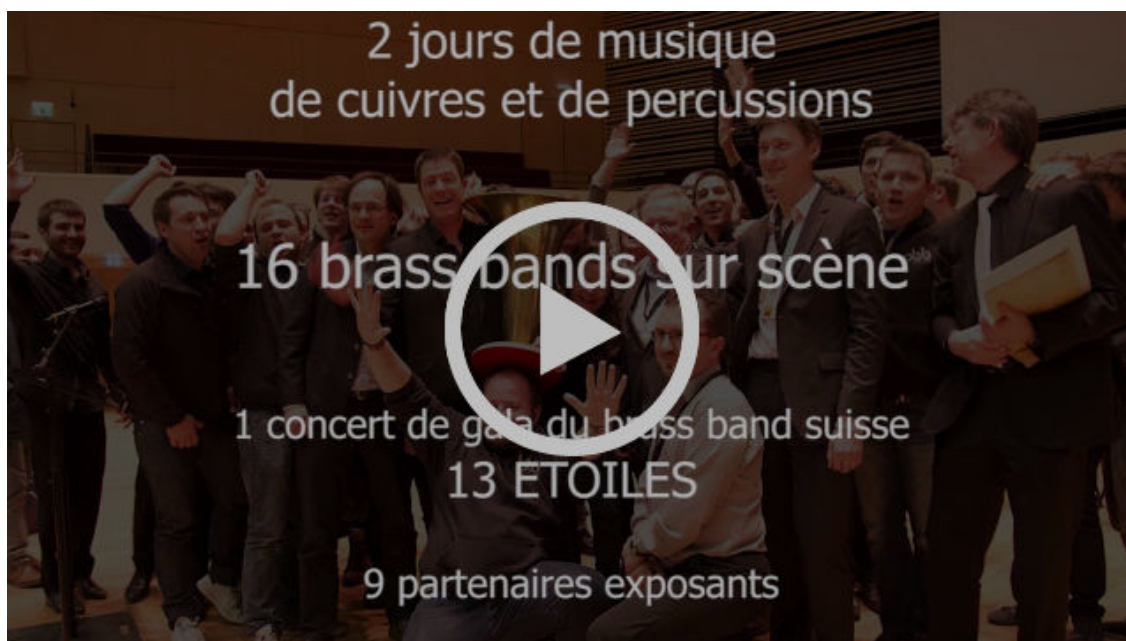 2 jours de musique
de cuivres et de percussions
16 brass bands sur scène
1 concert de gala du brass band suisse
13 ETOILES
9 partenaires exposants